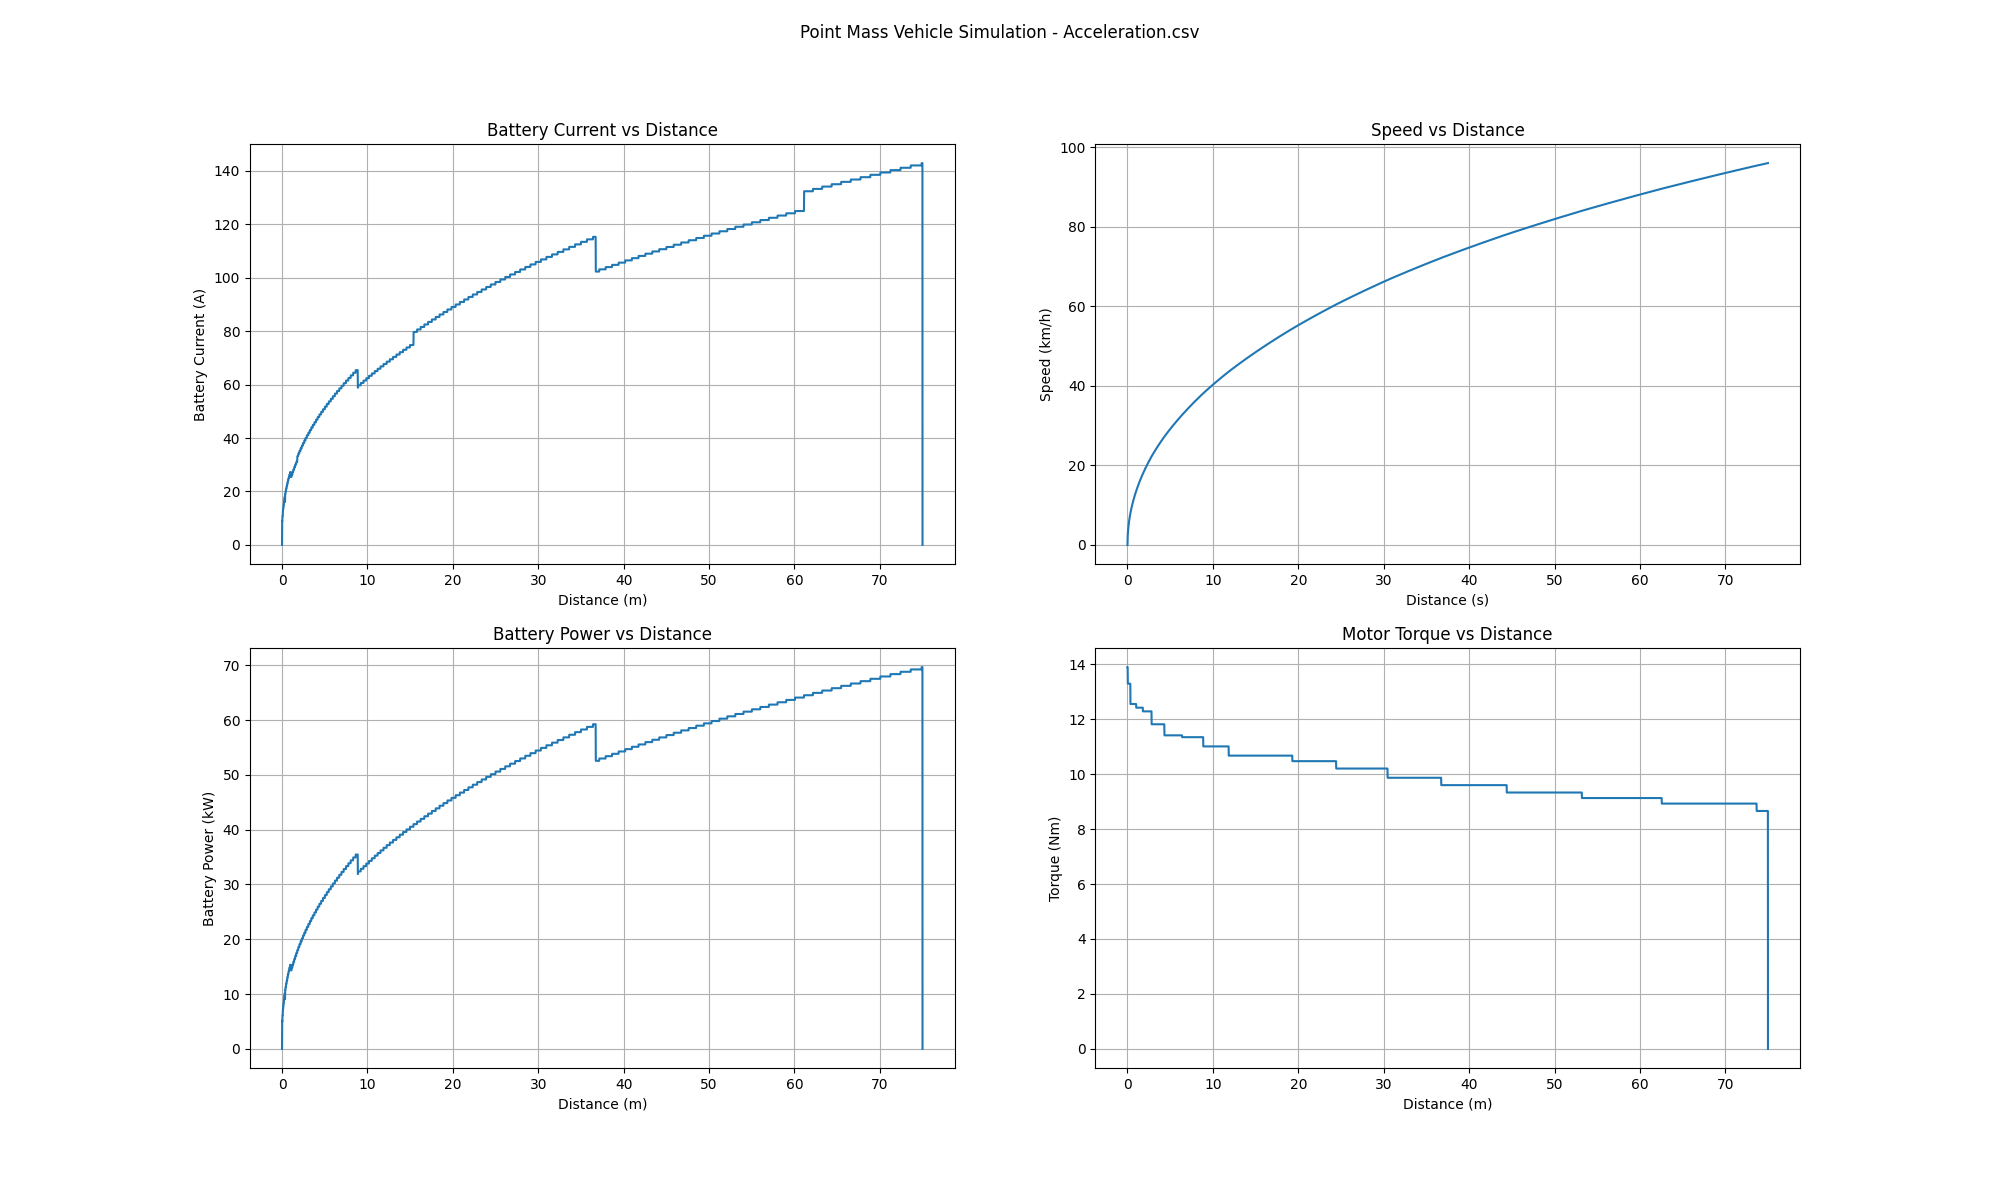 Point Mass Vehicle Simulation - Acceleration.csv
Battery Current vs Distance
Battery Current (A)
140
120
100
80
60
40
20
0
0 10 20 30 40 50 60 70
Distance (m)
Speed vs Distance
Speed (km/h)
100
80
60
40
20
0
0 10 20 30 40 50 60 70
Distance (s)
Battery Power vs Distance
Battery Power (kW)
70
60
50
40
30
20
10
0
0 10 20 30 40 50 60 70
Distance (m)
Motor Torque vs Distance
Torque (Nm)
14
12
10
8
6
4
2
0
0 10 20 30 40 50 60 70
Distance (m)